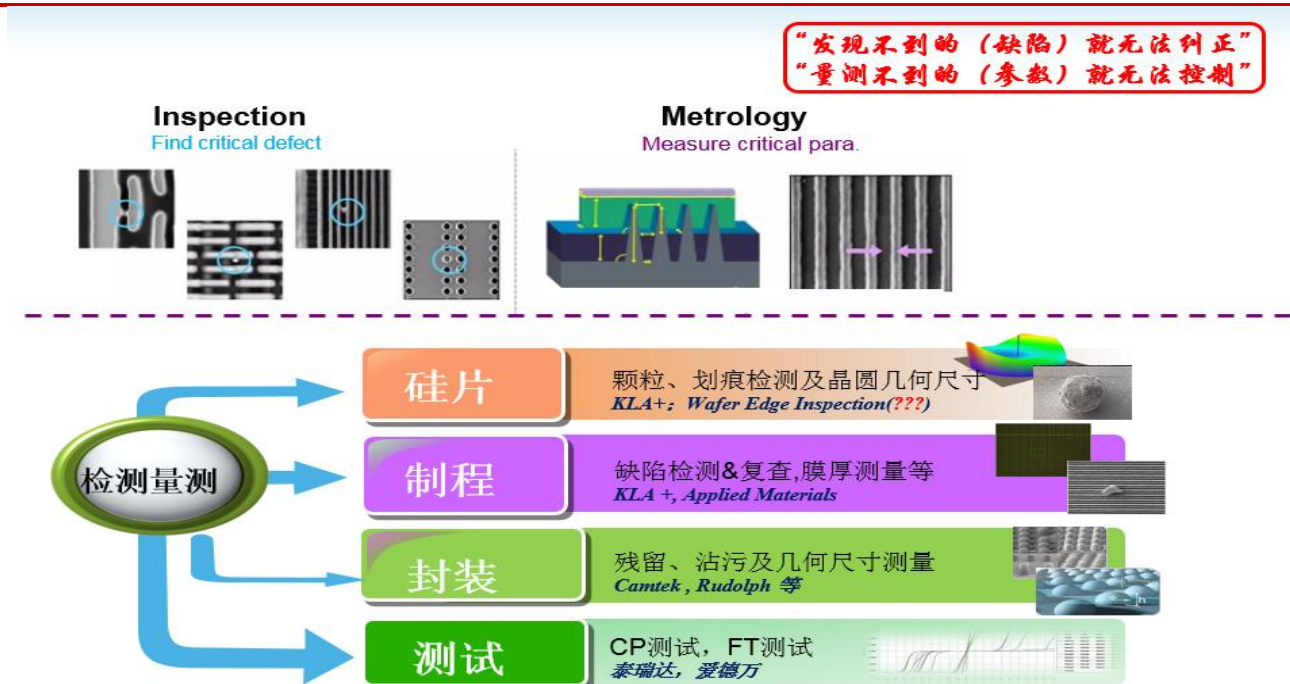 “发现不到的（缺陷）就无法纠正”
“量测不到的（参数）就无法控制”
Inspection
Find critical defect
Metrology
Measure critical para.
检测量测
硅片
颗粒、划痕检测及晶圆几何尺寸
KLA+; Wafer Edge Inspection(???)
制程
缺陷检测&复查,膜厚测量等
KLA +, Applied Materials
封装
残留、沾污及几何尺寸测量
Camtek , Rudolph 等
测试
CP测试，FT测试
泰瑞达，爱德万